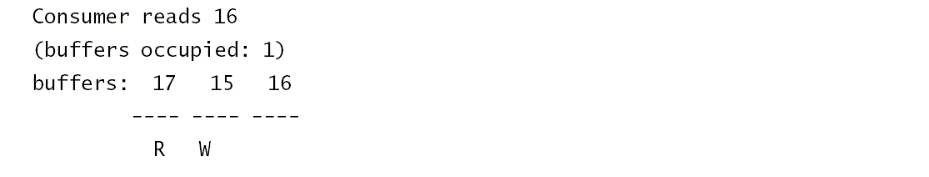 Consumer reads 16
(buffers occupied: 1)
buffers: 17 15 16
---- ---- ----
R W